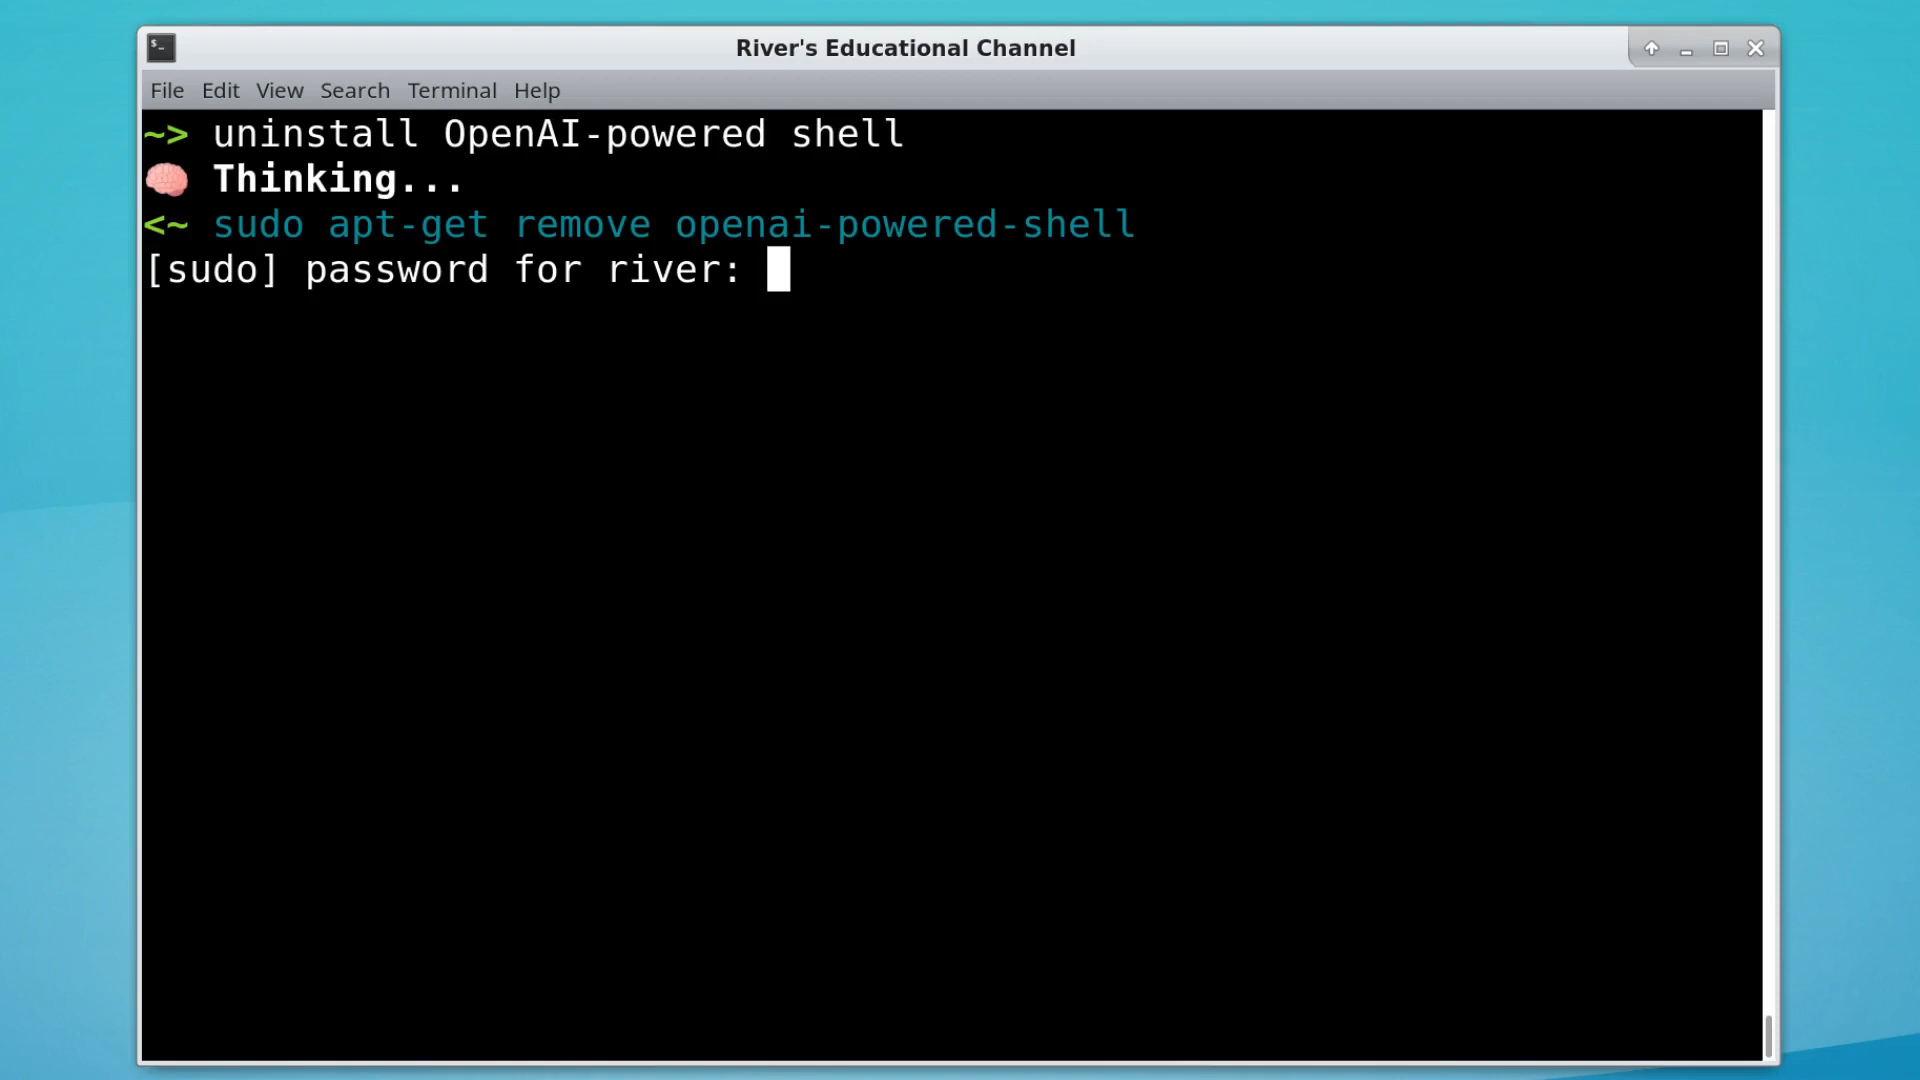 River's Educational Channel
File Edit View Search Terminal Help
~> uninstall OpenAI-powered shell
🧠 Thinking...
<~ sudo apt-get remove openai-powered-shell
[sudo] password for river: